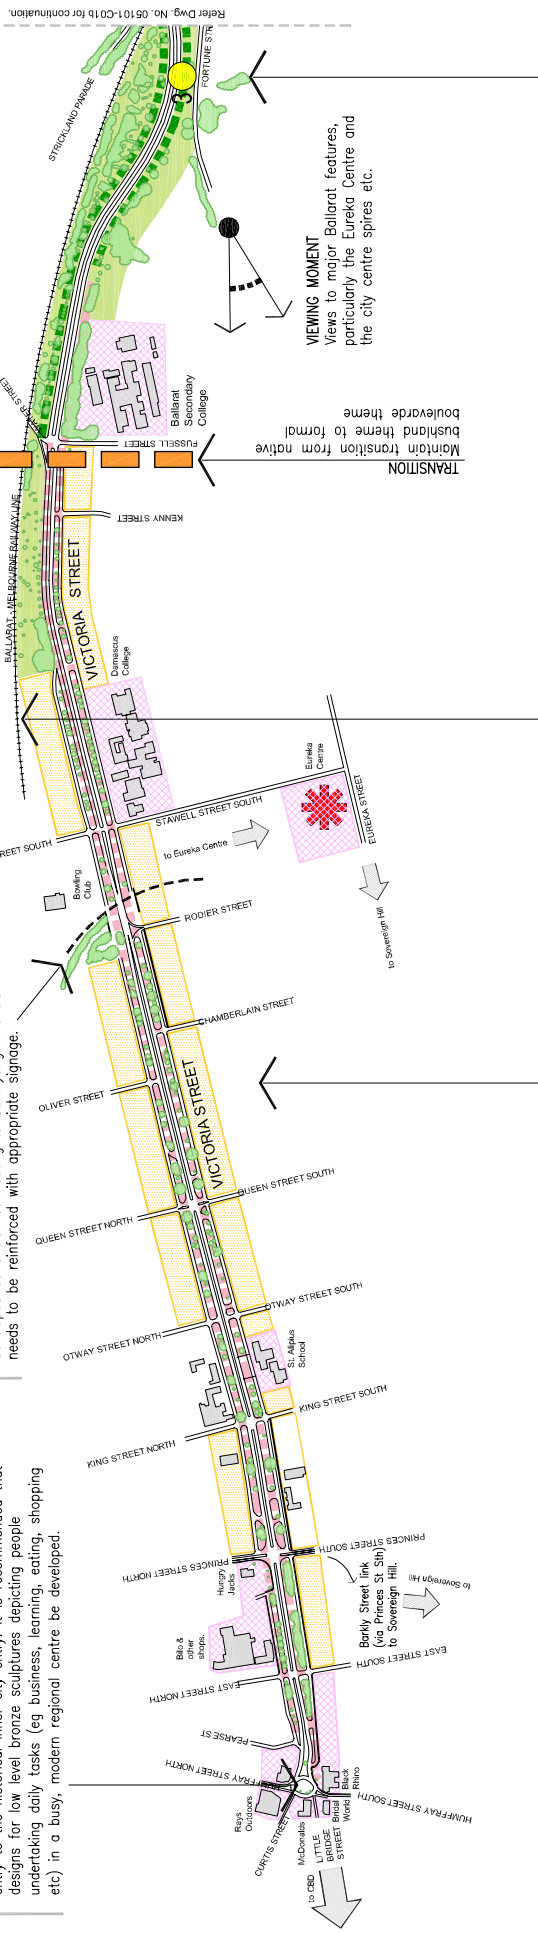 Refer Dwg. No. 05101-C01b for continuation.
FORTUNE STR
3
STRICKLAND PARADE
VIEWING MOMENT
Views to major Ballarat features,
particularly the Eureka Centre and
the city centre spires etc.
Ballarat
Secondary
College
FUSSELL STREET
TRANSITION
Maintain transition from native
bushland theme to formal
boulevarde theme
KENNY STREET
BALLARAT - MELBOURNE RAILWAY LINE
VICTORIA STREET
Damascus
College
Eureka
Centre
STAWELL STREET SOUTH
EUREKA STREET
to Eureka Centre
to Sovereign Hill
REET SOUTH
Bowling
Club
RODIER STREET
CHAMBERLAIN STREET
needs to be reinforced with appropriate signage.
OLIVER STREET
VICTORIA STREET
QUEEN STREET SOUTH
QUEEN STREET NORTH
OTWAY STREET SOUTH
OTWAY STREET NORTH
St. Alipius
School
KING STREET SOUTH
KING STREET NORTH
designs for low level bronze sculptures depicting people
undertaking daily tasks (eg business, learning, eating, shopping
etc) in a busy, modern regional centre be developed.
PRINCES STREET SOUTH
PRINCES STREET NORTH
Hungry
Jacks
Barkly Street link
(via Princes St Sth)
to Sovereign Hill.
to Sovereign Hill
Bilo &
other
shops.
EAST STREET SOUTH
EAST STREET NORTH
PEARSE ST
HUMFFRAY STREET NORTH
HUMFFRAY STREET SOUTH
Rays
Outdoors
CURTIS STREET
McDonalds
LITTLE
BRIDGE
STREET
Bridal
World
Black
Rhino
to CBD